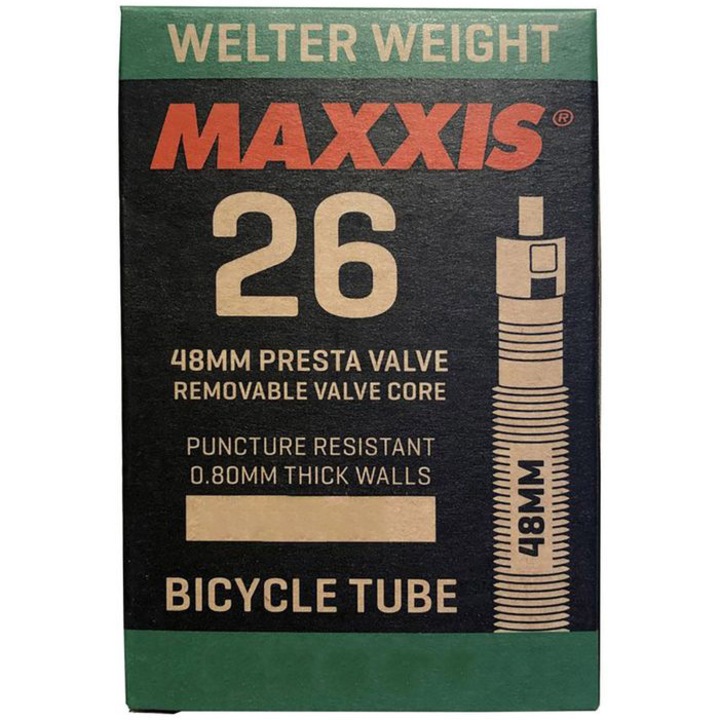 WELTER WEIGHT
MAXXIS®
26
48MM PRESTA VALVE
REMOVABLE VALVE CORE
PUNCTURE RESISTANT
0.80MM THICK WALLS
48MM
BICYCLE TUBE